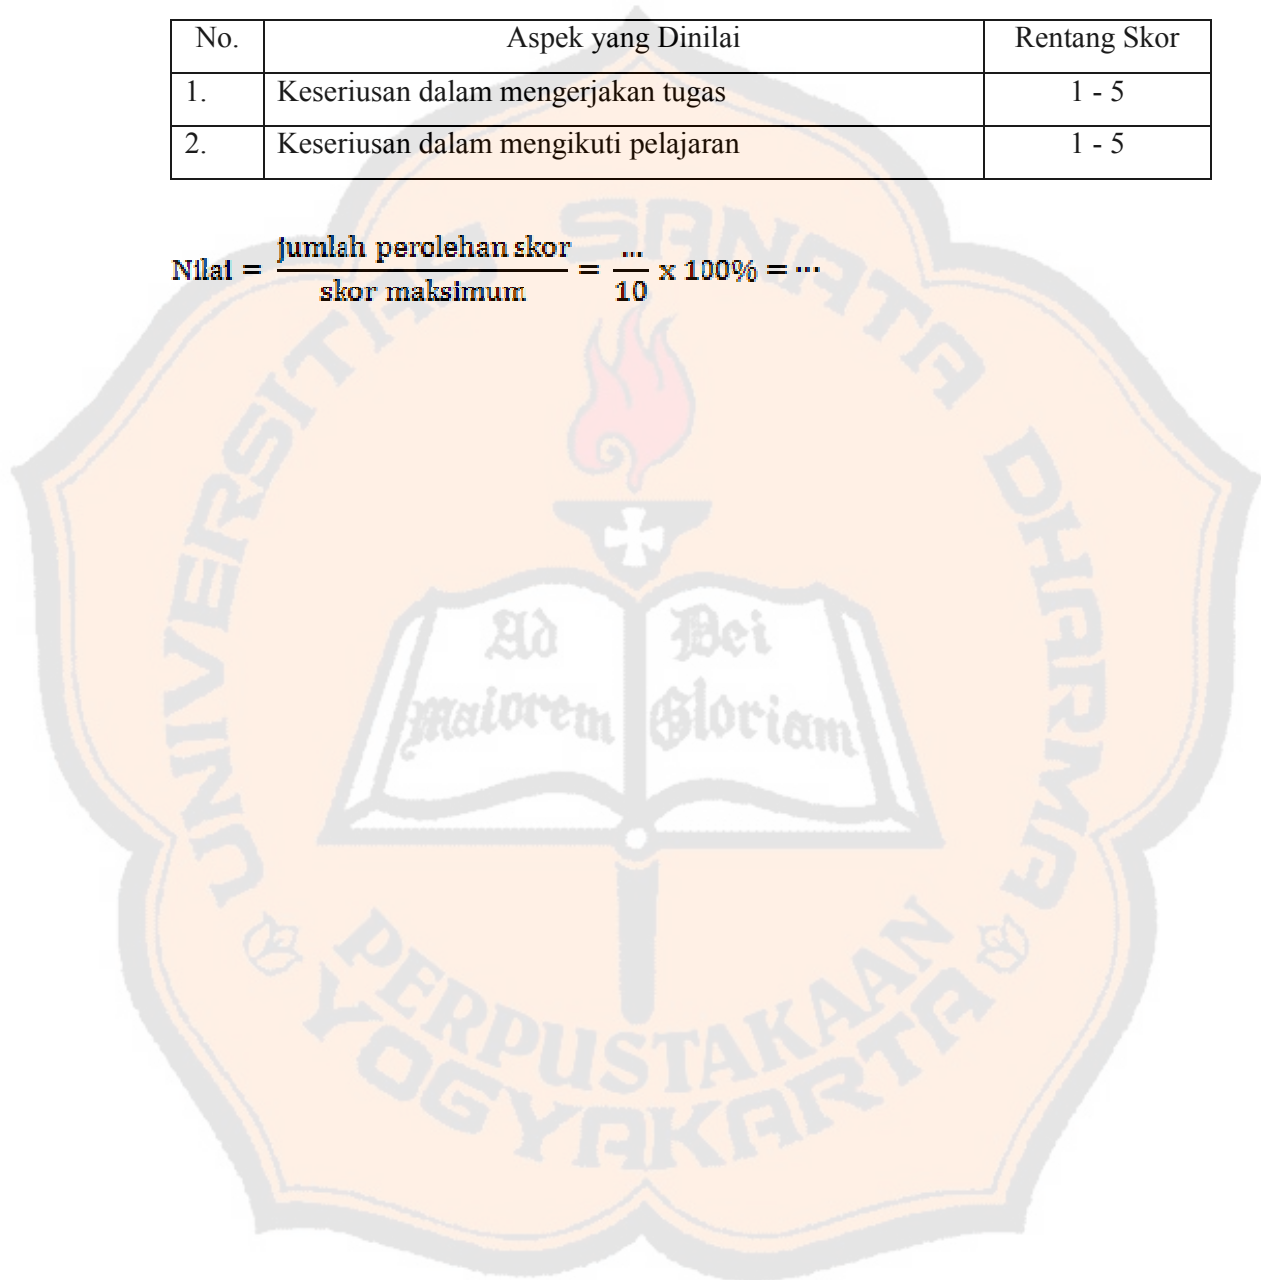 No. Aspek yang Dinilai Rentang Skor
1. Keseriusan dalam mengerjakan tugas 1 - 5
2. Keseriusan dalam mengikuti pelajaran 1 - 5
Nilai = jumlah perolehan skor / skor maksimum = ... / 10 x 100% = ...
UNIVERSITAS SANATA DHARMA
Ad Dei
maiorem Gloriam
PERPUSTAKAAN
YOGYAKARTA